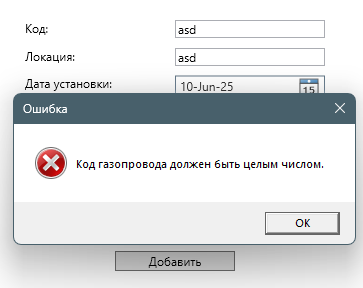 Код:
asd
Локация:
asd
Дата установки:
10-Jun-25
15
Ошибка
Код газопровода должен быть целым числом.
OK
Добавить